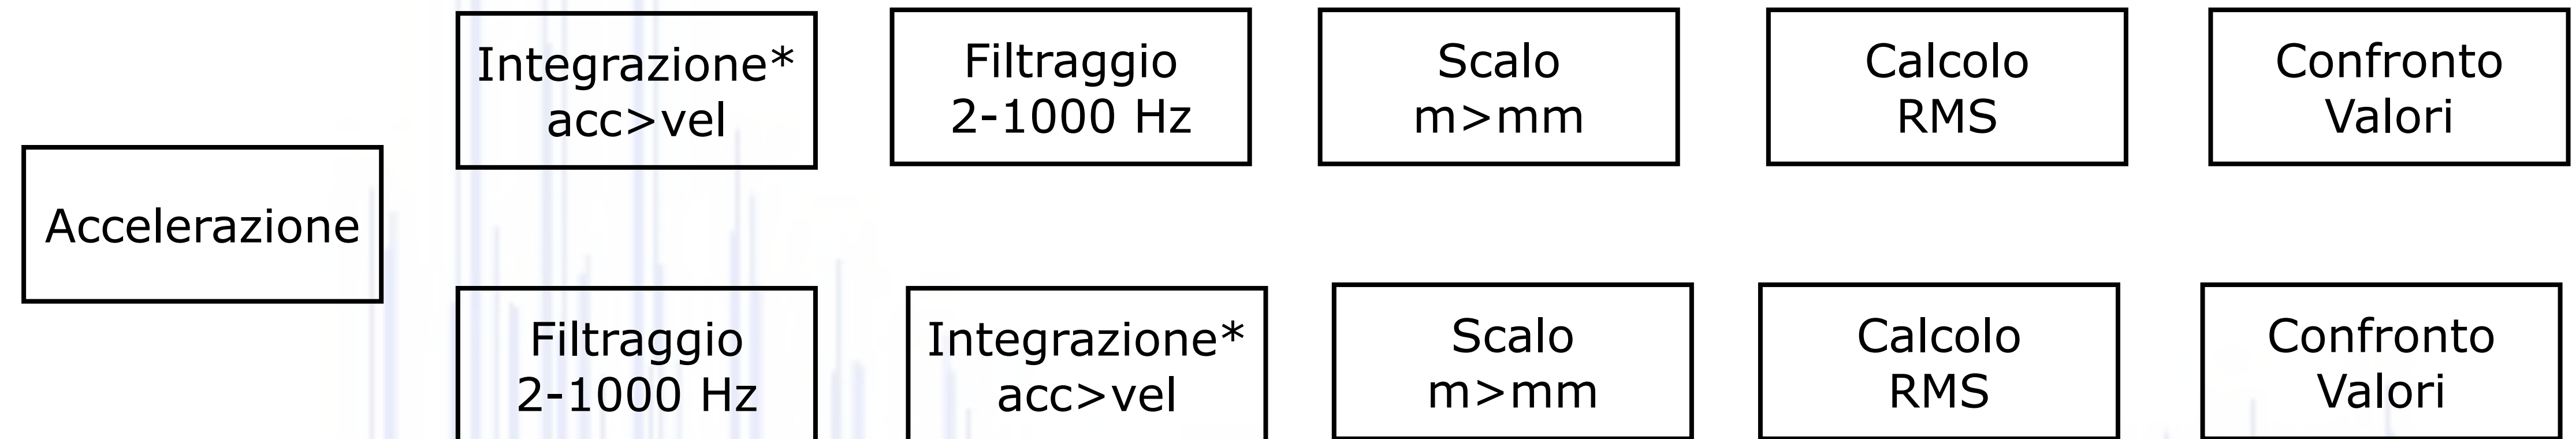 Accelerazione
Integrazione*
acc>vel
Filtraggio
2-1000 Hz
Scalo
m>mm
Calcolo
RMS
Confronto
Valori
Filtraggio
2-1000 Hz
Integrazione*
acc>vel
Scalo
m>mm
Calcolo
RMS
Confronto
Valori